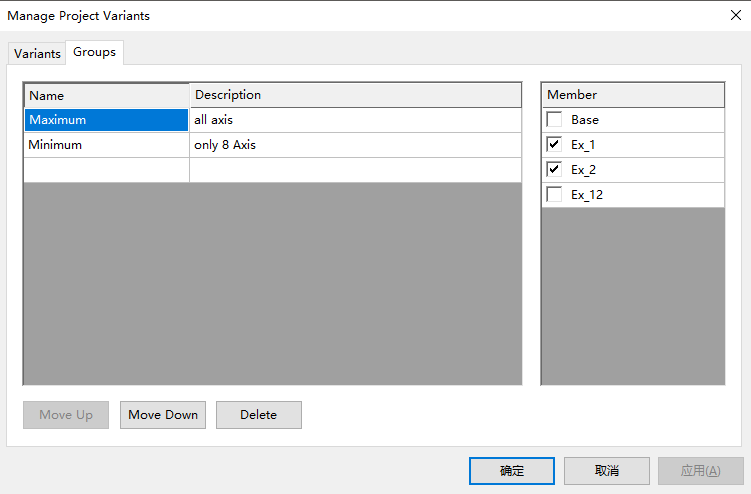 Manage Project Variants
Variants Groups
Name Description
Maximum all axis
Minimum only 8 Axis
Member
Base
Ex_1
Ex_2
Ex_12
Move Up Move Down Delete
确定 取消 应用(A)